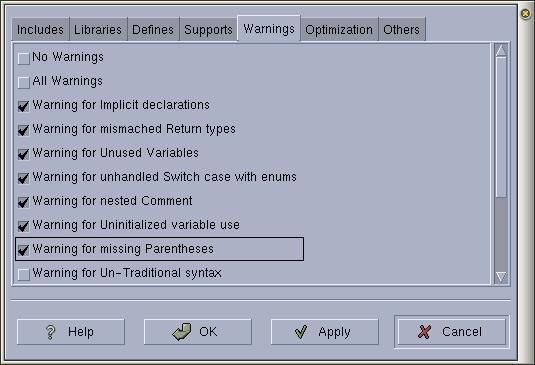 Includes Libraries Defines Supports Warnings Optimization Others
No Warnings
All Warnings
Warning for Implicit declarations
Warning for mismached Return types
Warning for Unused Variables
Warning for unhandled Switch case with enums
Warning for nested Comment
Warning for Uninitialized variable use
Warning for missing Parentheses
Warning for Un-Traditional syntax
Help OK Apply Cancel